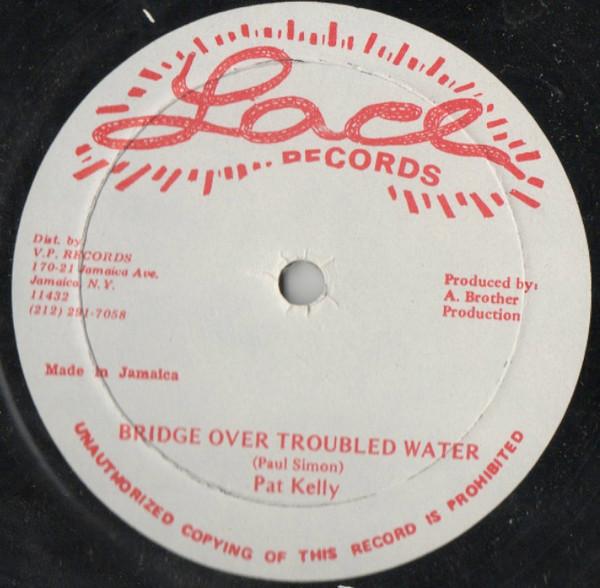 Lace
RECORDS
Dist. by
V.P. RECORDS
170-21 Jamaica Ave.
Jamaica, N.Y.
11432
(212) 291-7058
Produced by:
A. Brother
Production
Made in Jamaica
BRIDGE OVER TROUBLED WATER
(Paul Simon)
Pat Kelly
UNAUTHORIZED COPYING OF THIS RECORD IS PROHIBITED